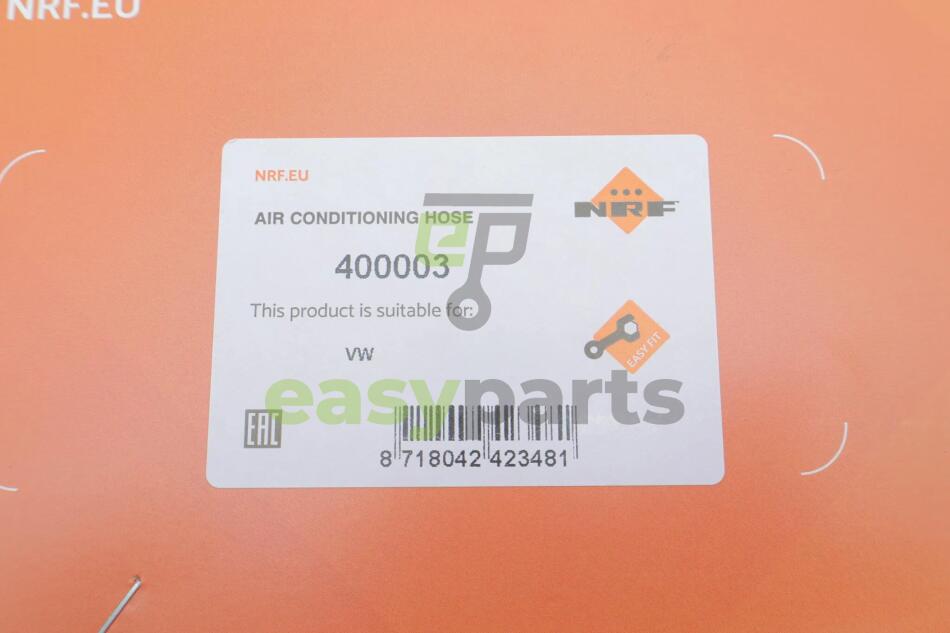 NRF.EU
NRF.EU
NRF
AIR CONDITIONING HOSE
eP
400003
This product is suitable for:
VW
EASY FIT
easyparts
EAC
8 718042 423481